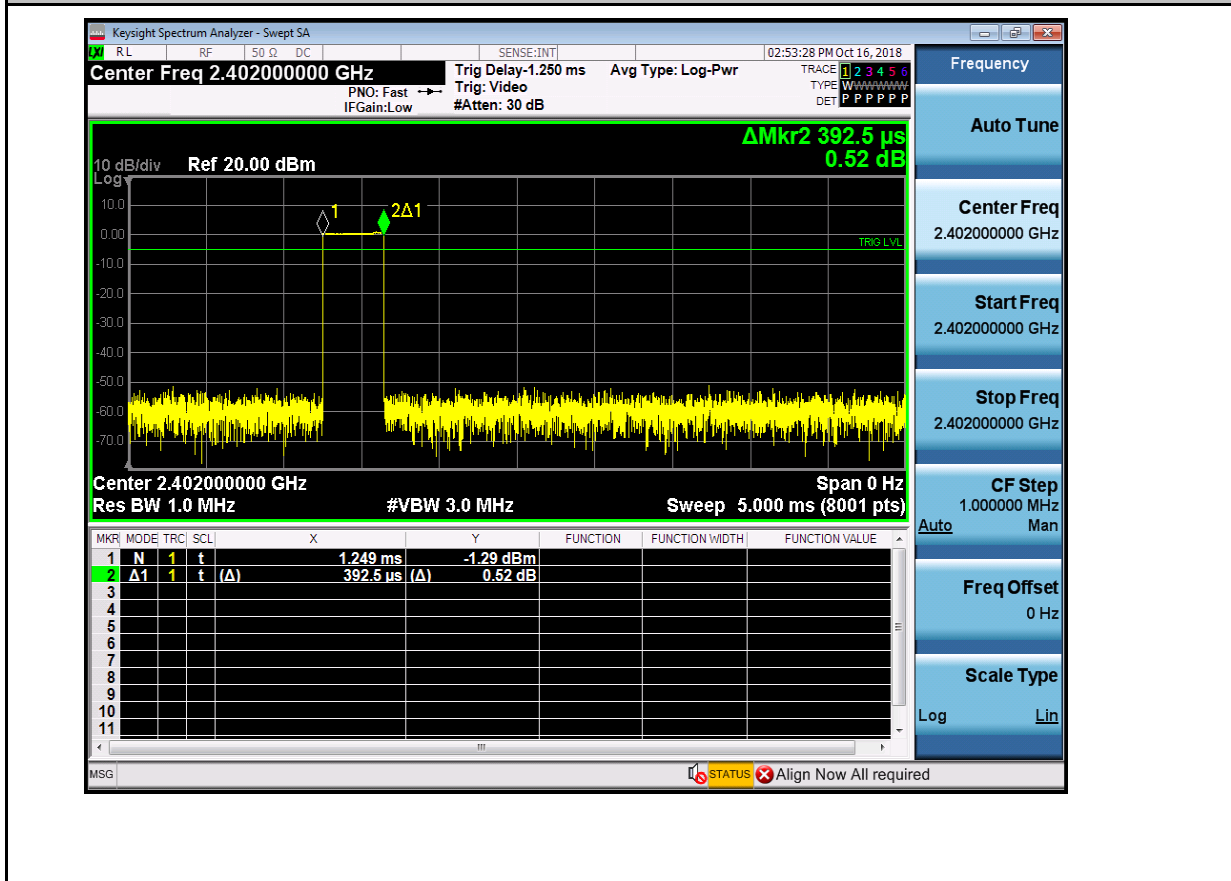 Keysight Spectrum Analyzer - Swept SA
LXI RL RF 50 Ω DC SENSE:INT 02:53:28 PM Oct 16, 2018
Center Freq 2.402000000 GHz
PNO: Fast
IFGain:Low
Trig Delay-1.250 ms
Trig: Video
#Atten: 30 dB
Avg Type: Log-Pwr
TRACE 1 2 3 4 5 6
TYPE WWWWWW
DET P P P P P P
ΔMkr2 392.5 µs
0.52 dB
10 dB/div
Log
Ref 20.00 dBm
10.0
0.00
-10.0
-20.0
-30.0
-40.0
-50.0
-60.0
-70.0
1
2Δ1
TRIG LVL
Center 2.402000000 GHz Span 0 Hz
Res BW 1.0 MHz #VBW 3.0 MHz Sweep 5.000 ms (8001 pts)
MKR MODE TRC SCL X Y FUNCTION FUNCTION WIDTH FUNCTION VALUE
1 N 1 t 1.249 ms -1.29 dBm
2 Δ1 1 t (Δ) 392.5 µs (Δ) 0.52 dB
3
4
5
6
7
8
9
10
11
MSG STATUS Align Now All required
Frequency
Auto Tune
Center Freq
2.402000000 GHz
Start Freq
2.402000000 GHz
Stop Freq
2.402000000 GHz
CF Step
1.000000 MHz
Auto Man
Freq Offset
0 Hz
Scale Type
Log Lin